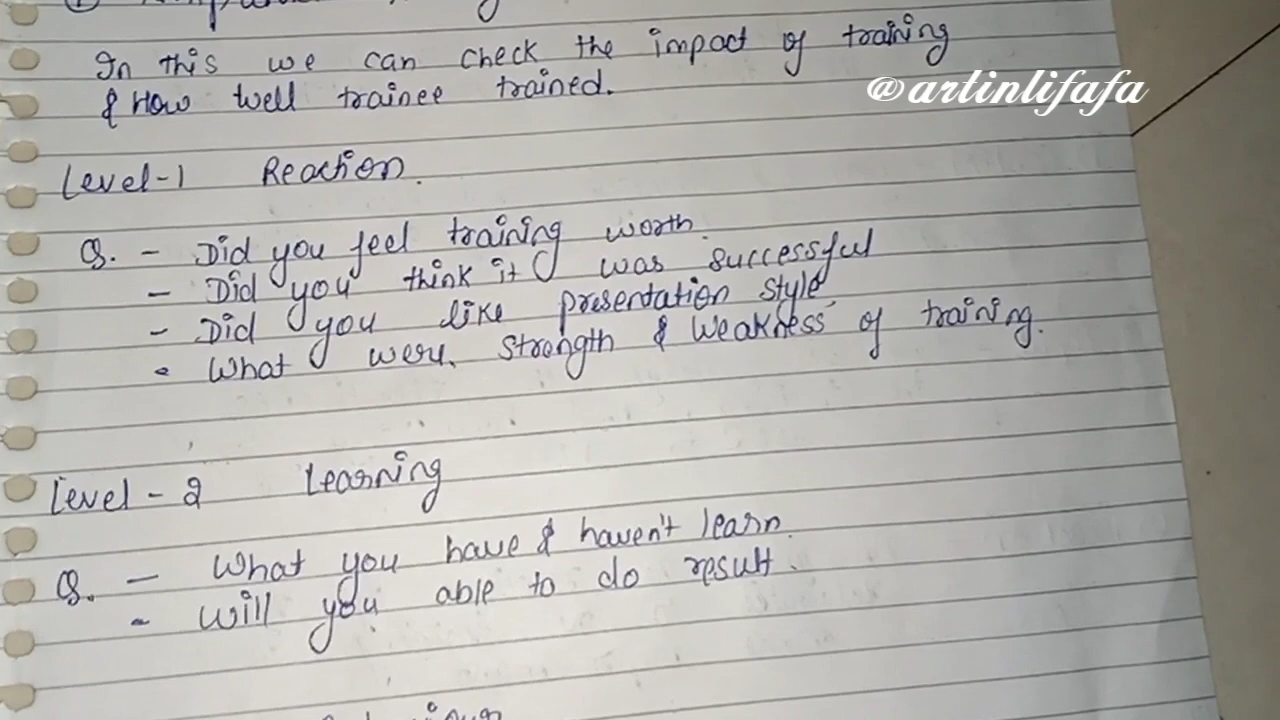 In this we can check the impact of training
& How well trainee trained.
@artinlifafa
Level-1 Reaction.
Q. - Did you feel training worth.
- Did you think it was successful
- Did you like presentation style.
- What were strength & weakness of training.
Level - 2 Learning
Q. - What you have & haven't learn.
- Will you able to do result.